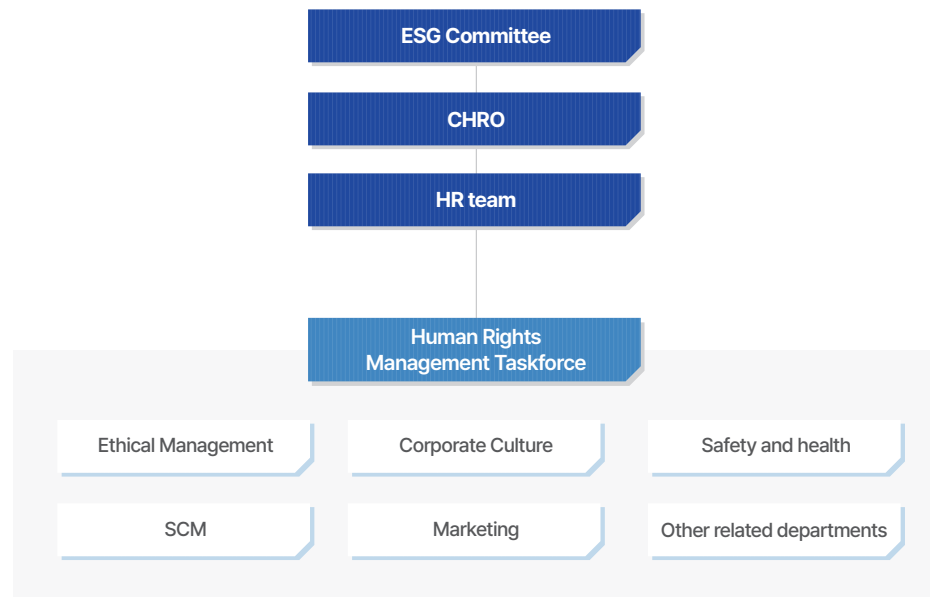 ESG Committee
CHRO
HR team
Human Rights
Management Taskforce
Ethical Management
Corporate Culture
Safety and health
SCM
Marketing
Other related departments